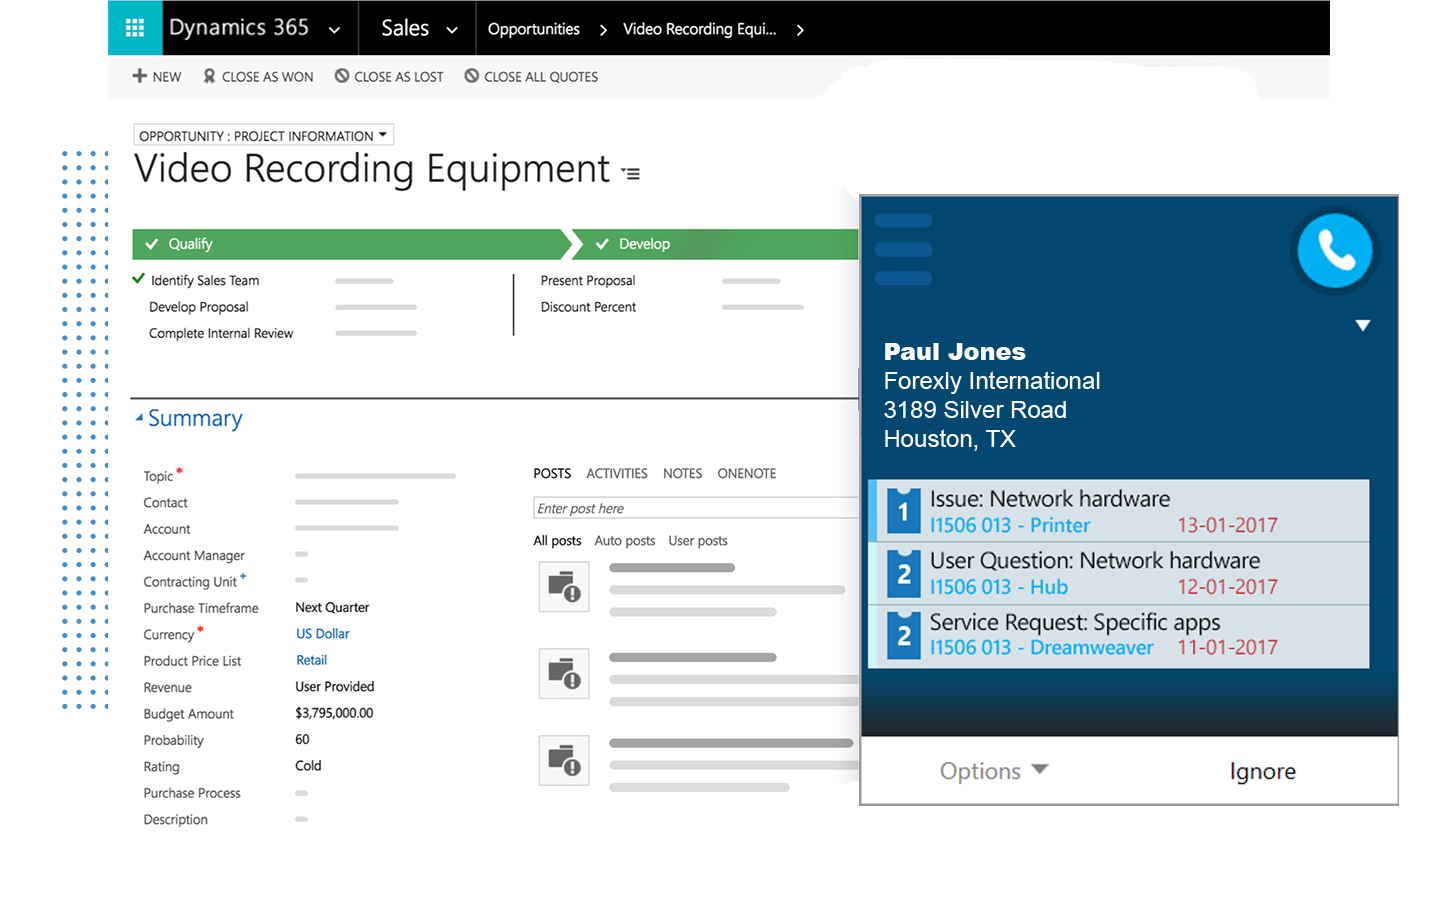 Dynamics 365 Sales Opportunities Video Recording Equi...
NEW CLOSE AS WON CLOSE AS LOST CLOSE ALL QUOTES
OPPORTUNITY : PROJECT INFORMATION
Video Recording Equipment
Qualify
Identify Sales Team
Develop Proposal
Complete Internal Review
Develop
Present Proposal
Discount Percent
Summary
Topic*
Contact
Account
Account Manager
Contracting Unit+
Purchase Timeframe Next Quarter
Currency* US Dollar
Product Price List Retail
Revenue User Provided
Budget Amount $3,795,000.00
Probability 60
Rating Cold
Purchase Process
Description
POSTS ACTIVITIES NOTES ONENOTE
Enter post here
All posts Auto posts User posts
Paul Jones
Forexly International
3189 Silver Road
Houston, TX
1 Issue: Network hardware
I1506 013 - Printer 13-01-2017
2 User Question: Network hardware
I1506 013 - Hub 12-01-2017
2 Service Request: Specific apps
I1506 013 - Dreamweaver 11-01-2017
Options Ignore